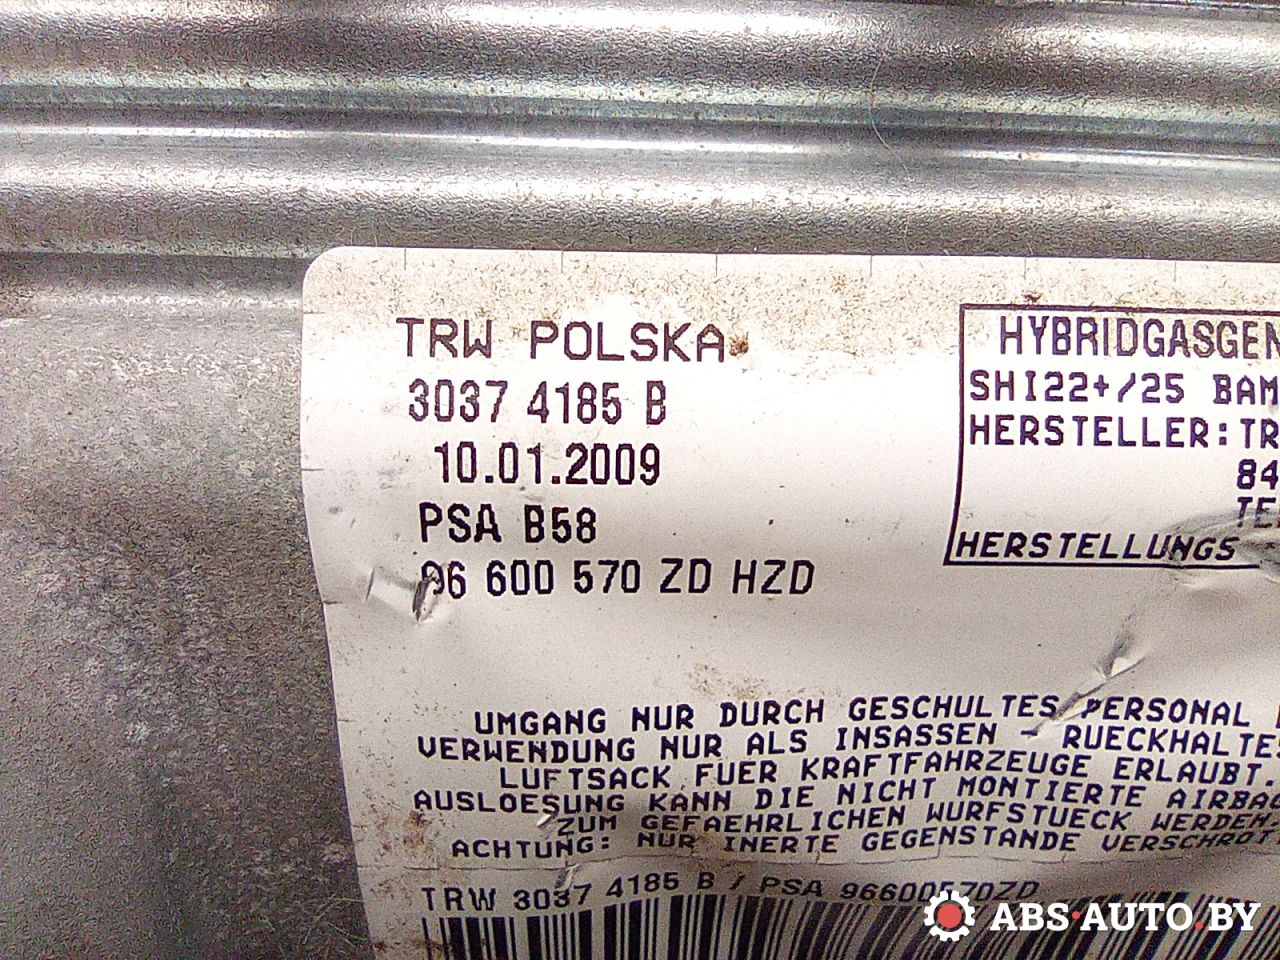 TRW POLSKA
3037 4185 B
10.01.2009
PSA B58
96 600 570 ZD HZD
HYBRIDGASGEN
SHI22+/25 BAM
HERSTELLER: TR
84
TE
HERSTELLUNGS
UMGANG NUR DURCH GESCHULTES PERSONAL
VERWENDUNG NUR ALS INSASSEN - RUECKHALTES
LUFTSACK FUER KRAFTFAHRZEUGE ERLAUBT.
AUSLOESUNG KANN DIE NICHT MONTIERTE AIRBAG
ZUM GEFAEHRLICHEN WURFSTUECK WERDEN.
ACHTUNG: NUR INERTE GEGENSTANDE VERSCHROTT
TRW 3037 4185 B / PSA 96600570ZD
ABS·AUTO.BY